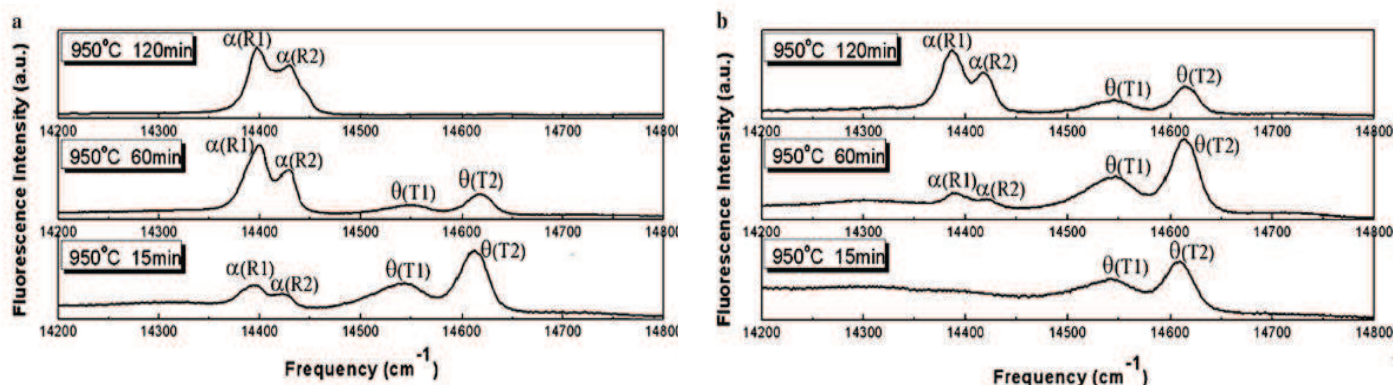 a
Fluorescence Intensity (a.u.)
950°C 120min
α(R1)
α(R2)
14200 14300 14400 14500 14600 14700 14800
950°C 60min
α(R1)
α(R2)
θ(T1)
θ(T2)
14200 14300 14400 14500 14600 14700 14800
950°C 15min
α(R1)
α(R2)
θ(T1)
θ(T2)
14200 14300 14400 14500 14600 14700 14800
Frequency (cm⁻¹)
b
Fluorescence Intensity (a.u.)
950°C 120min
α(R1)
α(R2)
θ(T1)
θ(T2)
14200 14300 14400 14500 14600 14700 14800
950°C 60min
α(R1)
α(R2)
θ(T1)
θ(T2)
14200 14300 14400 14500 14600 14700 14800
950°C 15min
θ(T1)
θ(T2)
14200 14300 14400 14500 14600 14700 14800
Frequency (cm⁻¹)